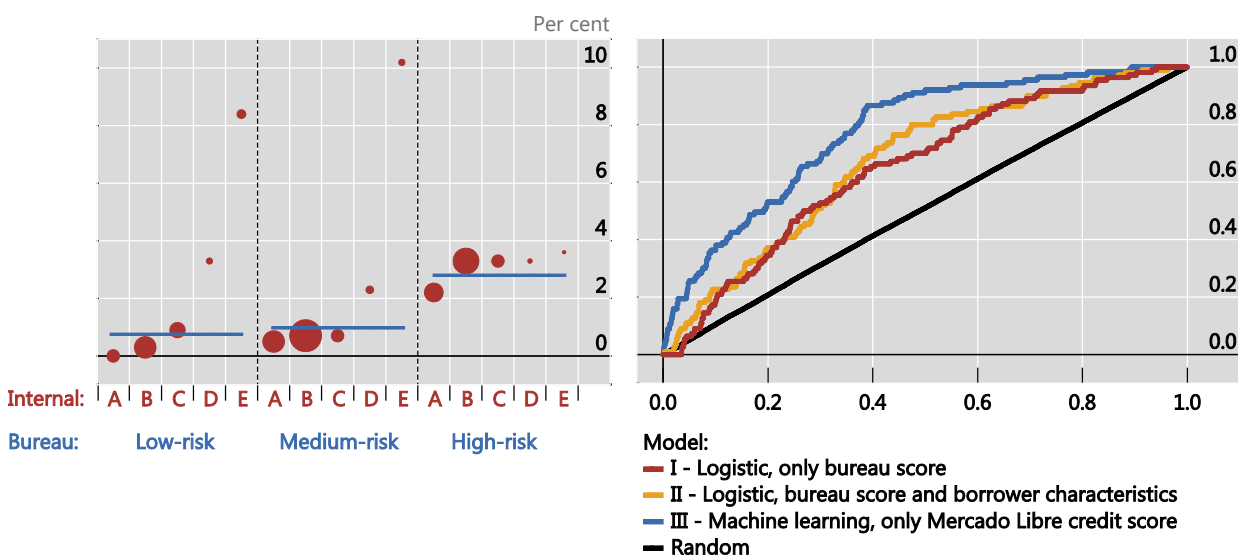 Per cent
10
8
6
4
2
0
Internal: A B C D E A B C D E A B C D E
Bureau: Low-risk Medium-risk High-risk
1.0
0.8
0.6
0.4
0.2
0.0
0.0 0.2 0.4 0.6 0.8 1.0
Model:
I - Logistic, only bureau score
II - Logistic, bureau score and borrower characteristics
III - Machine learning, only Mercado Libre credit score
Random